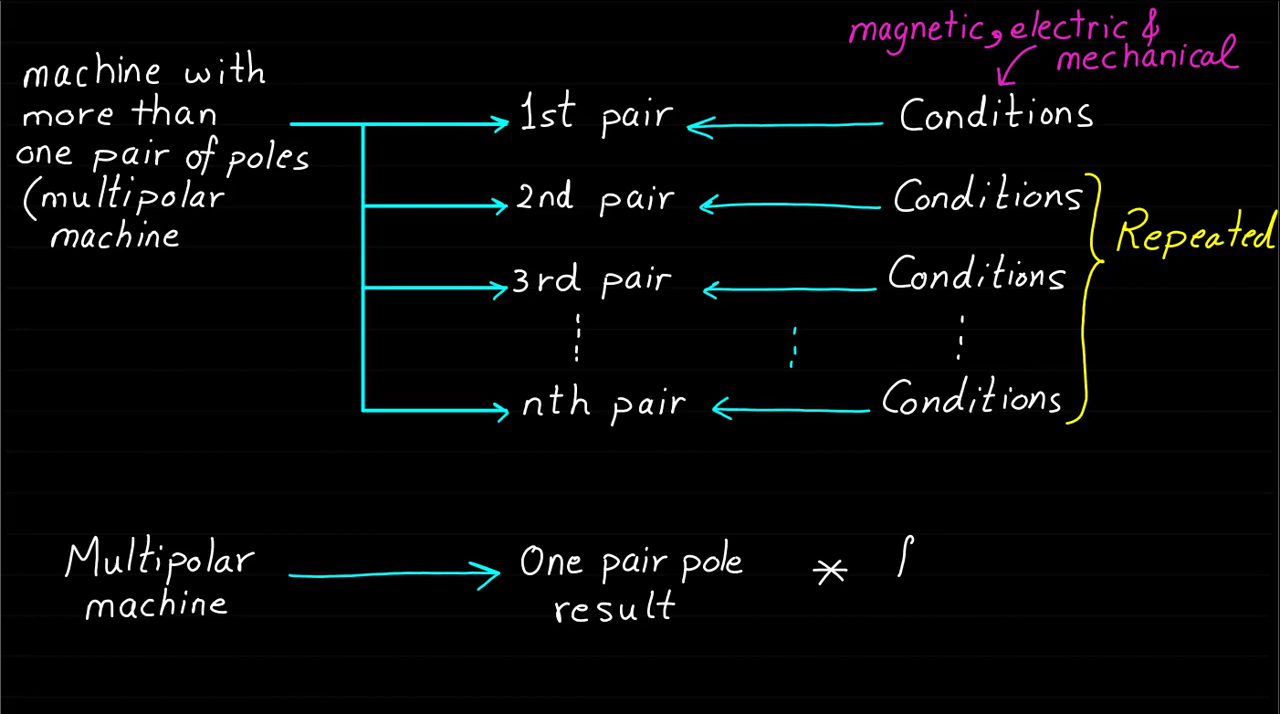 magnetic, electric &
mechanical
machine with
more than
one pair of poles
(multipolar
machine
1st pair
Conditions
2nd pair
Conditions
Repeated
3rd pair
Conditions
nth pair
Conditions
Multipolar
machine
One pair pole
result
*